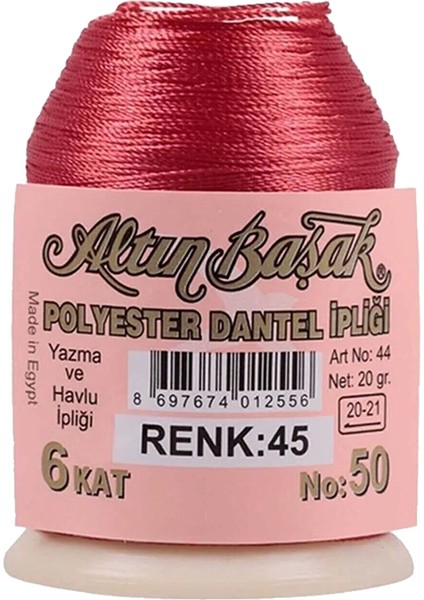 Altın Başak ®
POLYESTER DANTEL İPLİĞİ
Made in Egypt
Yazma
ve
Havlu
İpliği
8 697674 012556
Art No: 44
Net: 20 gr.
20-21
RENK:45
6 KAT
No: 50